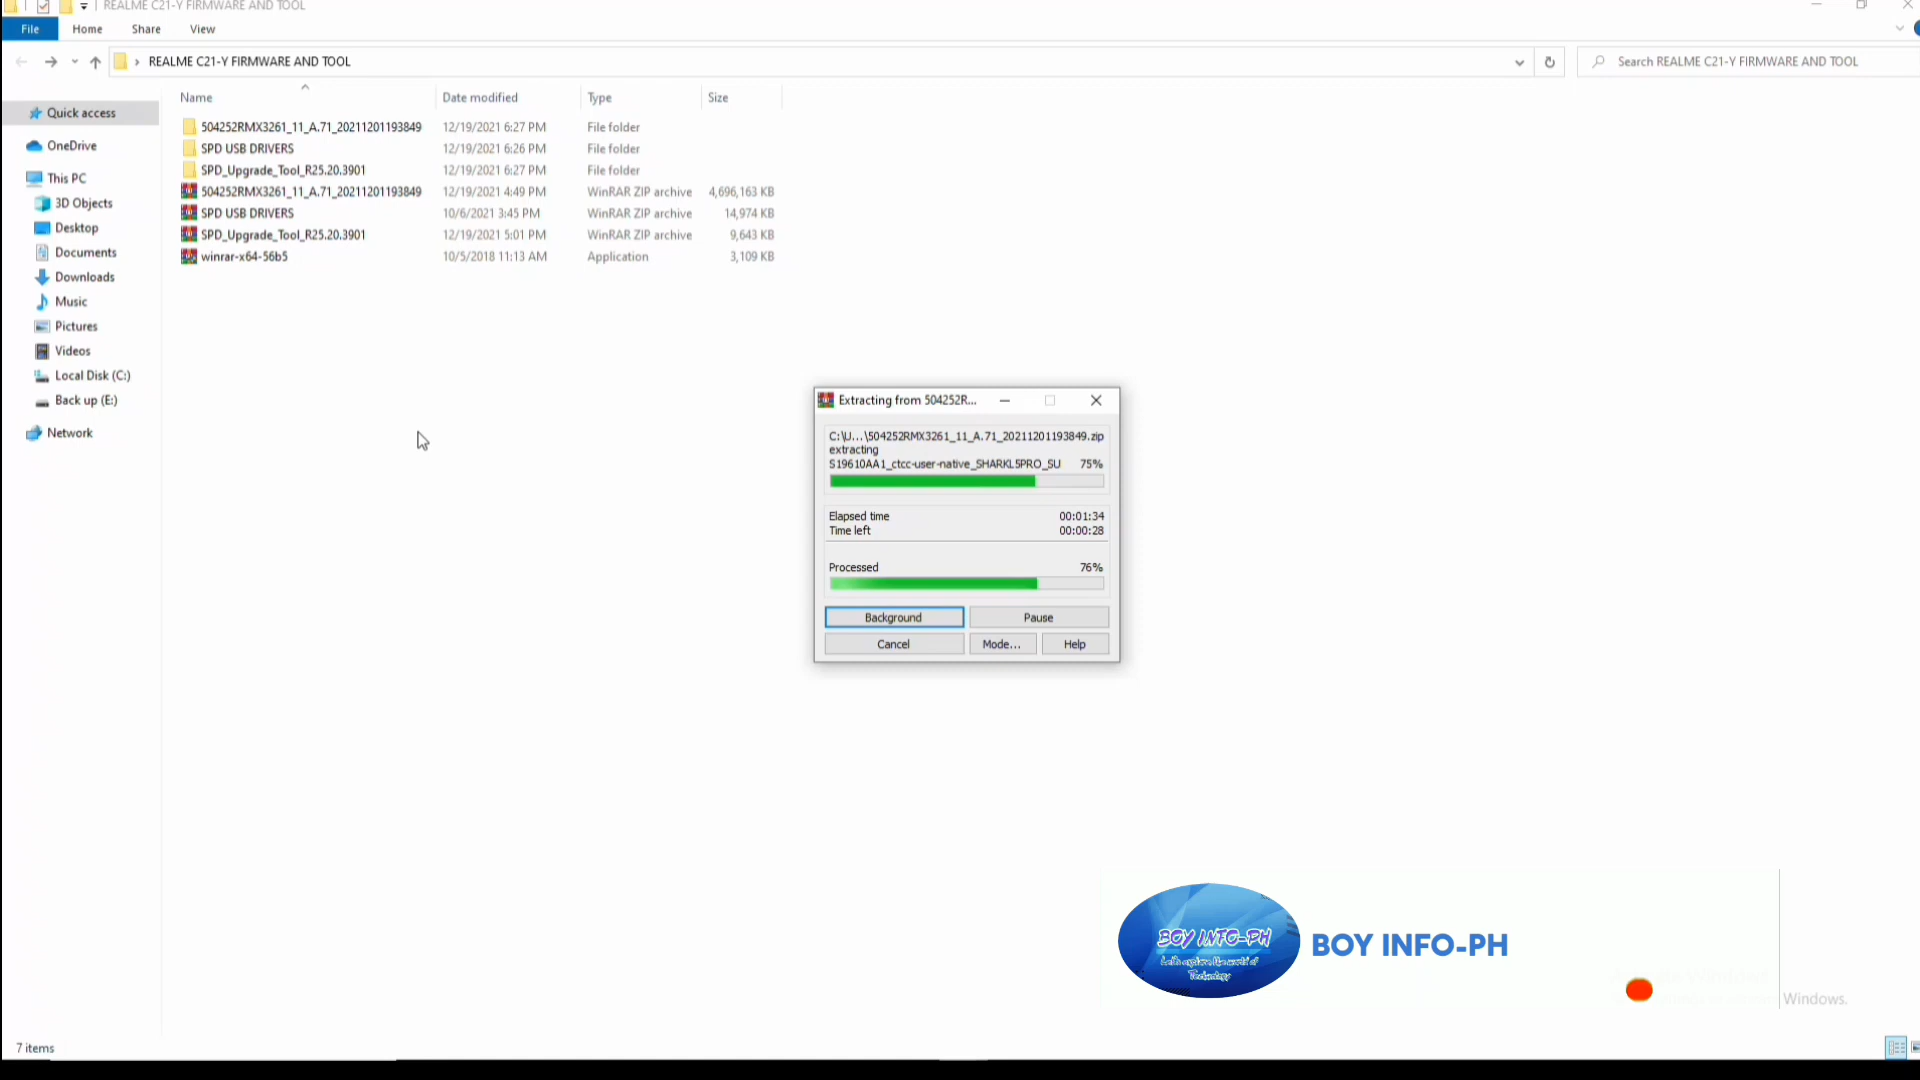 REALME C21-Y FIRMWARE AND TOOL
File Home Share View
REALME C21-Y FIRMWARE AND TOOL
Search REALME C21-Y FIRMWARE AND TOOL
Name Date modified Type Size
Quick access
OneDrive
This PC
3D Objects
Desktop
Documents
Downloads
Music
Pictures
Videos
Local Disk (C:)
Back up (E:)
Network
504252RMX3261_11_A.71_20211201193849 12/19/2021 6:27 PM File folder
SPD USB DRIVERS 12/19/2021 6:26 PM File folder
SPD_Upgrade_Tool_R25.20.3901 12/19/2021 6:27 PM File folder
504252RMX3261_11_A.71_20211201193849 12/19/2021 4:49 PM WinRAR ZIP archive 4,696,163 KB
SPD USB DRIVERS 10/6/2021 3:45 PM WinRAR ZIP archive 14,974 KB
SPD_Upgrade_Tool_R25.20.3901 12/19/2021 5:01 PM WinRAR ZIP archive 9,643 KB
winrar-x64-56b5 10/5/2018 11:13 AM Application 3,109 KB
Extracting from 504252R...
C:\U...\504252RMX3261_11_A.71_20211201193849.zip
extracting
S19610AA1_ctcc-user-native_SHARKL5PRO_SU 75%
Elapsed time 00:01:34
Time left 00:00:28
Processed 76%
Background Pause
Cancel Mode... Help
BOY INFO-PH
Let's explore the world of
Technology
BOY INFO-PH
Windows.
7 items